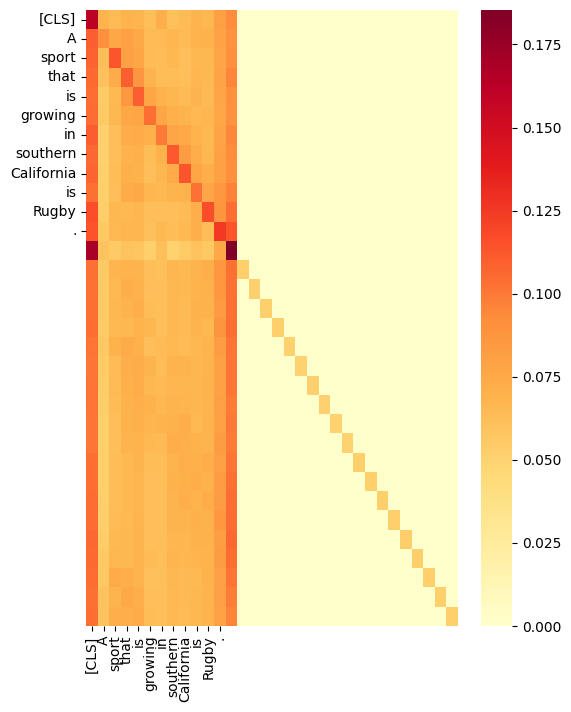 [CLS]
A
sport
that
is
growing
in
southern
California
is
Rugby
.
0.175
0.150
0.125
0.100
0.075
0.050
0.025
0.000
[CLS]
A
sport
that
is
growing
in
southern
California
is
Rugby
.